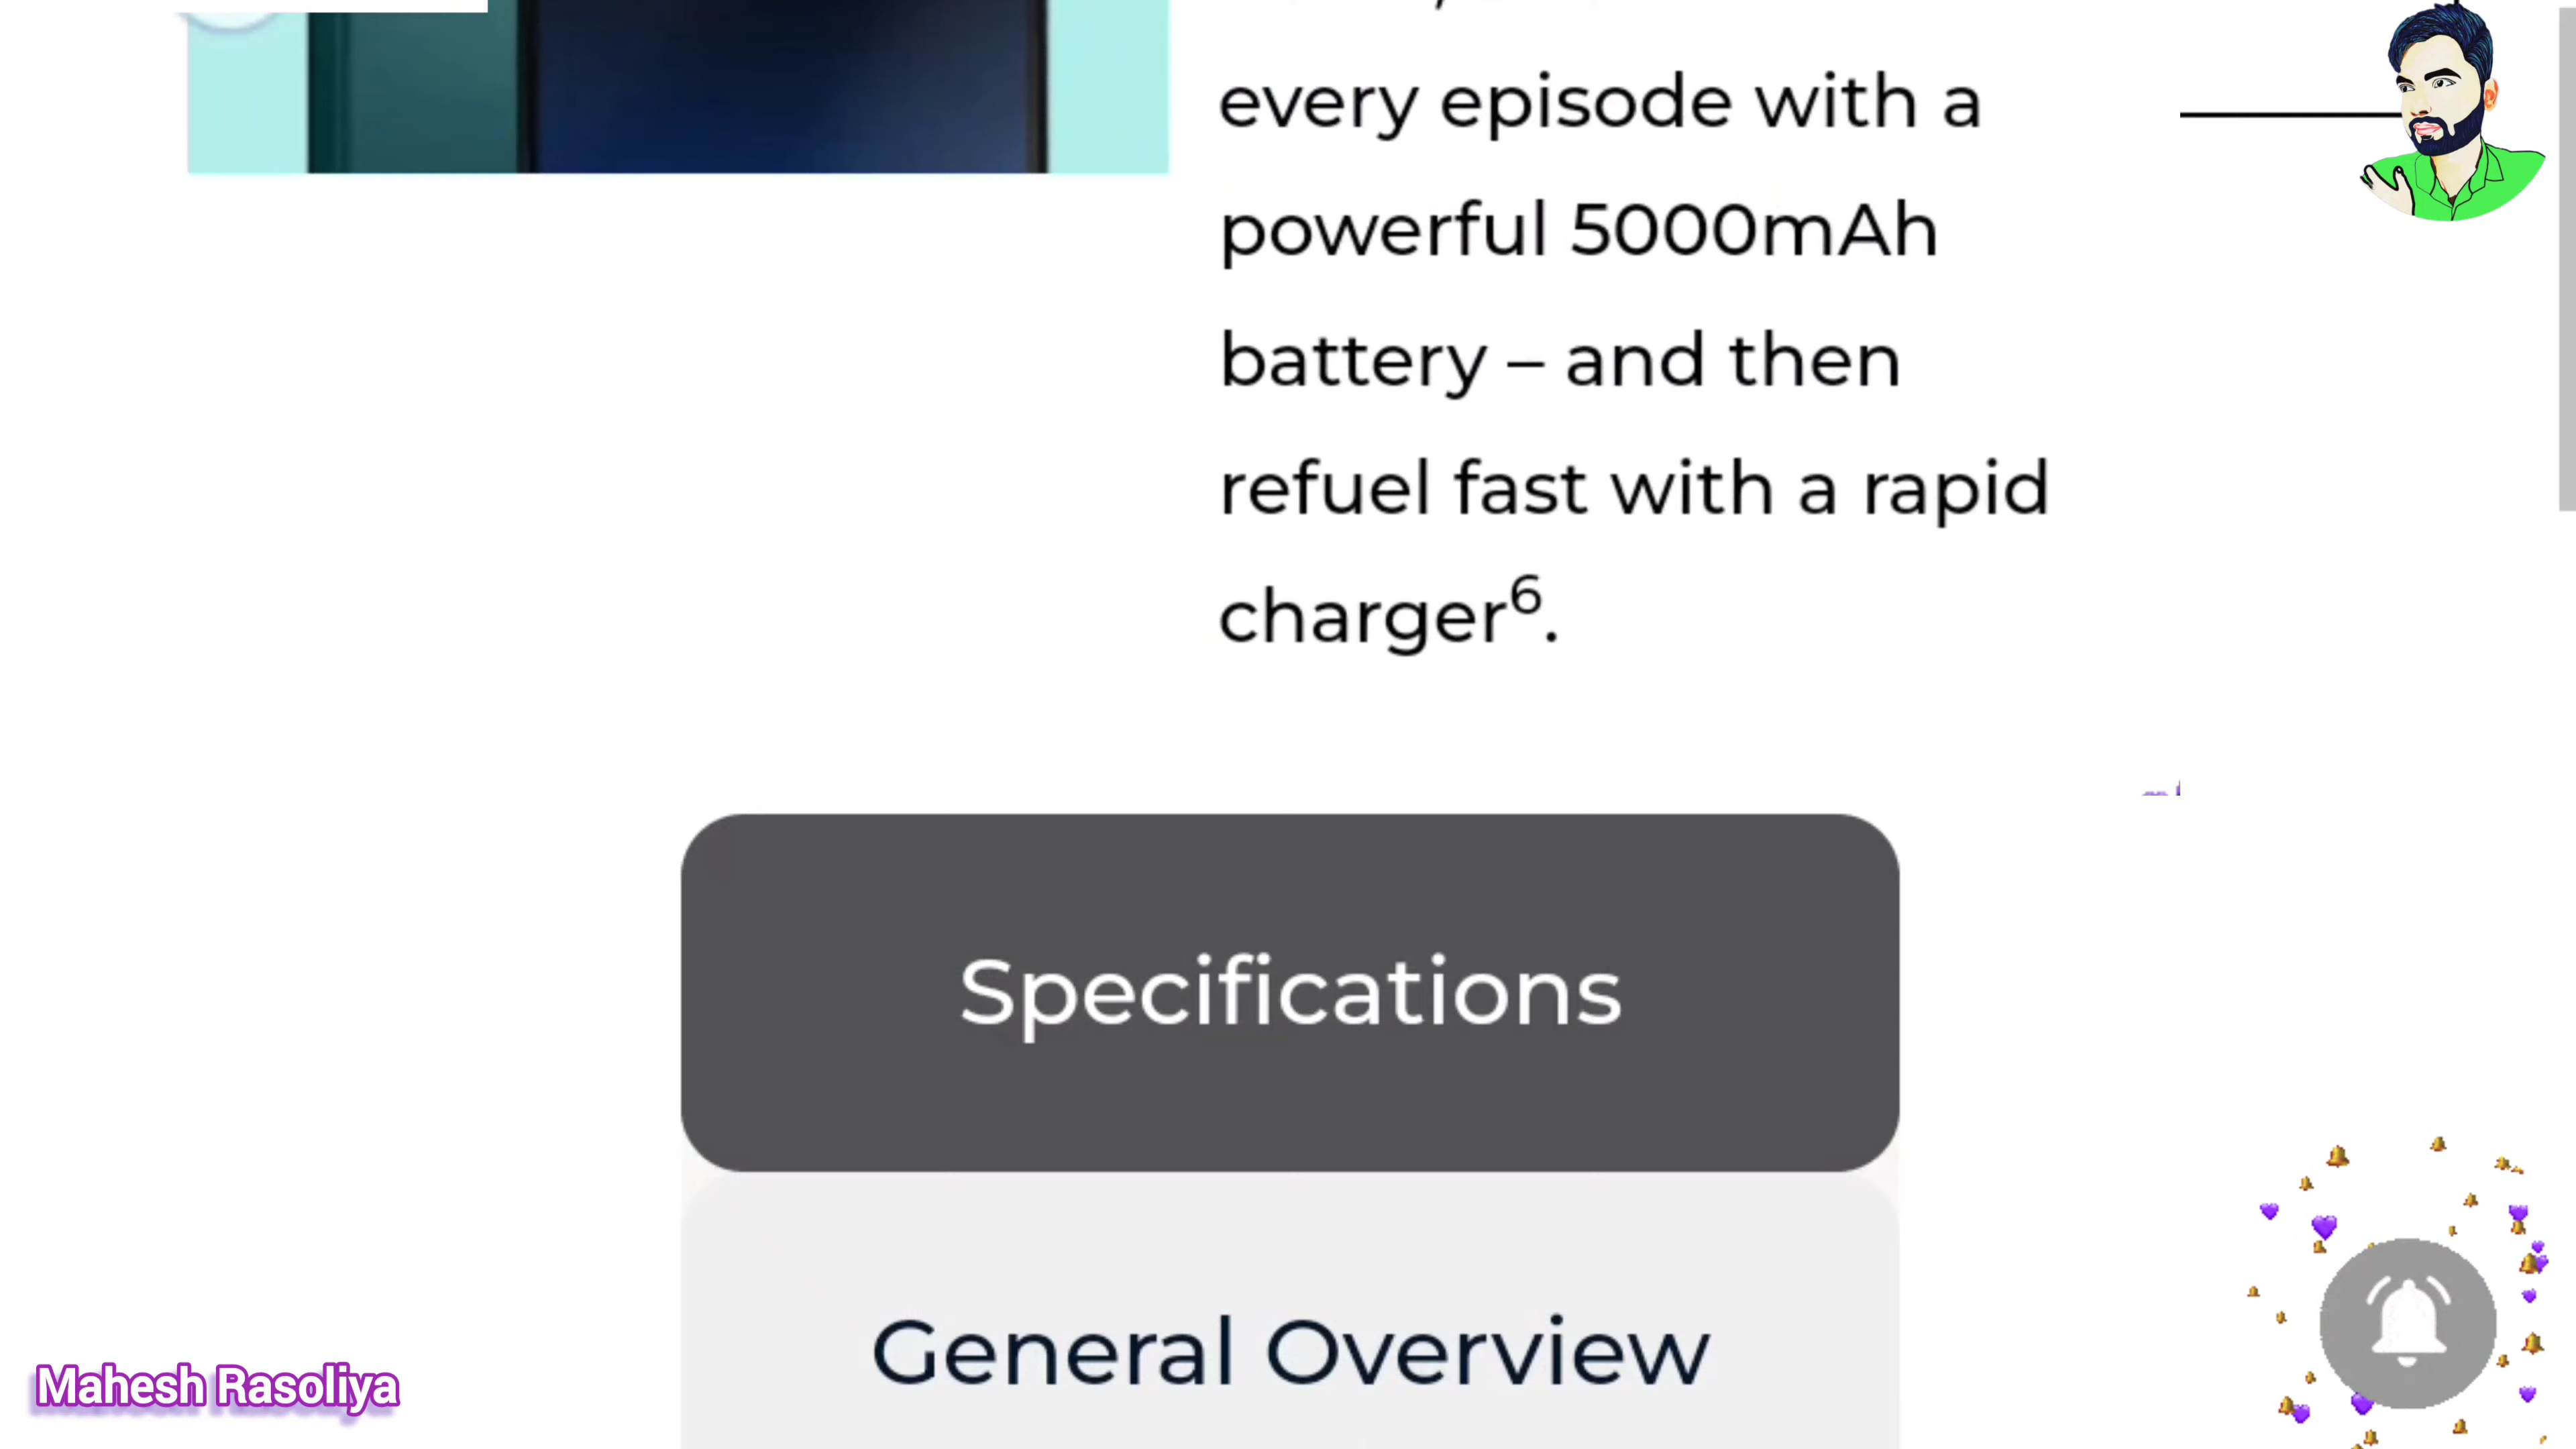 every episode with a
powerful 5000mAh
battery – and then
refuel fast with a rapid
charger⁶.
Specifications
General Overview
Mahesh Rasoliya